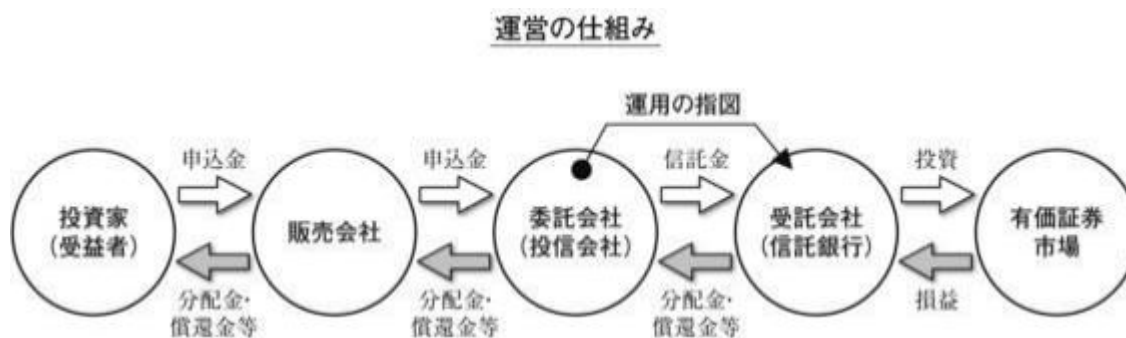 運営の仕組み
運用の指図
申込金
申込金
信託金
投資
投資家
(受益者)
販売会社
委託会社
(投信会社)
受託会社
(信託銀行)
有価証券
市場
分配金・
償還金等
分配金・
償還金等
分配金・
償還金等
損益